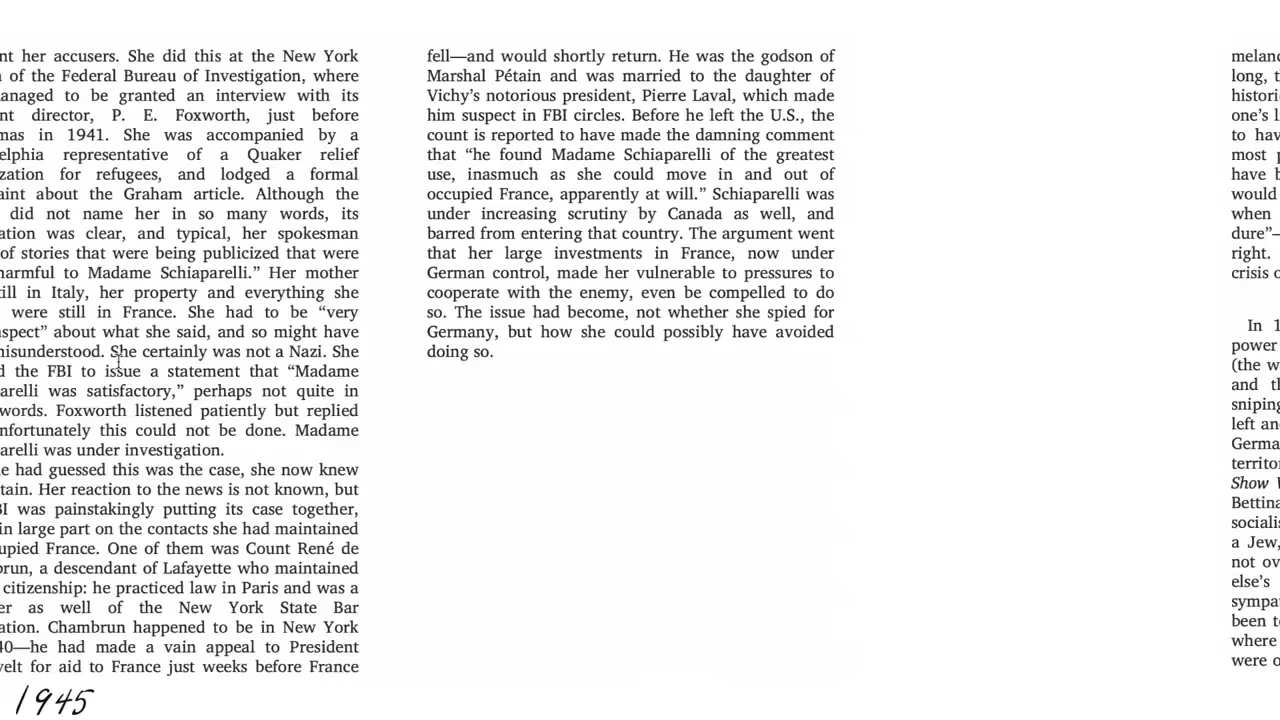 nt her accusers. She did this at the New York
of the Federal Bureau of Investigation, where
anaged to be granted an interview with its
nt director, P. E. Foxworth, just before
mas in 1941. She was accompanied by a
elphia representative of a Quaker relief
zation for refugees, and lodged a formal
aint about the Graham article. Although the
did not name her in so many words, its
ation was clear, and typical, her spokesman
of stories that were being publicized that were
harmful to Madame Schiaparelli.” Her mother
till in Italy, her property and everything she
were still in France. She had to be “very
spect” about what she said, and so might have
misunderstood. She certainly was not a Nazi. She
d the FBI to issue a statement that “Madame
arelli was satisfactory,” perhaps not quite in
words. Foxworth listened patiently but replied
nfortunately this could not be done. Madame
arelli was under investigation.
e had guessed this was the case, she now knew
tain. Her reaction to the news is not known, but
BI was painstakingly putting its case together,
in large part on the contacts she had maintained
upied France. One of them was Count René de
brun, a descendant of Lafayette who maintained
citizenship: he practiced law in Paris and was a
er as well of the New York State Bar
ation. Chambrun happened to be in New York
40—he had made a vain appeal to President
velt for aid to France just weeks before France
1945
fell—and would shortly return. He was the godson of
Marshal Pétain and was married to the daughter of
Vichy’s notorious president, Pierre Laval, which made
him suspect in FBI circles. Before he left the U.S., the
count is reported to have made the damning comment
that “he found Madame Schiaparelli of the greatest
use, inasmuch as she could move in and out of
occupied France, apparently at will.” Schiaparelli was
under increasing scrutiny by Canada as well, and
barred from entering that country. The argument went
that her large investments in France, now under
German control, made her vulnerable to pressures to
cooperate with the enemy, even be compelled to do
so. The issue had become, not whether she spied for
Germany, but how she could possibly have avoided
doing so.
melanc
long, t
histori
one’s l
to hav
most p
have b
would
when
dure”—
right.
crisis o
In 1
power
(the w
and th
sniping
left an
Germa
territo
Show V
Bettina
sociali
a Jew,
not ov
else’s
sympa
been t
where
were o